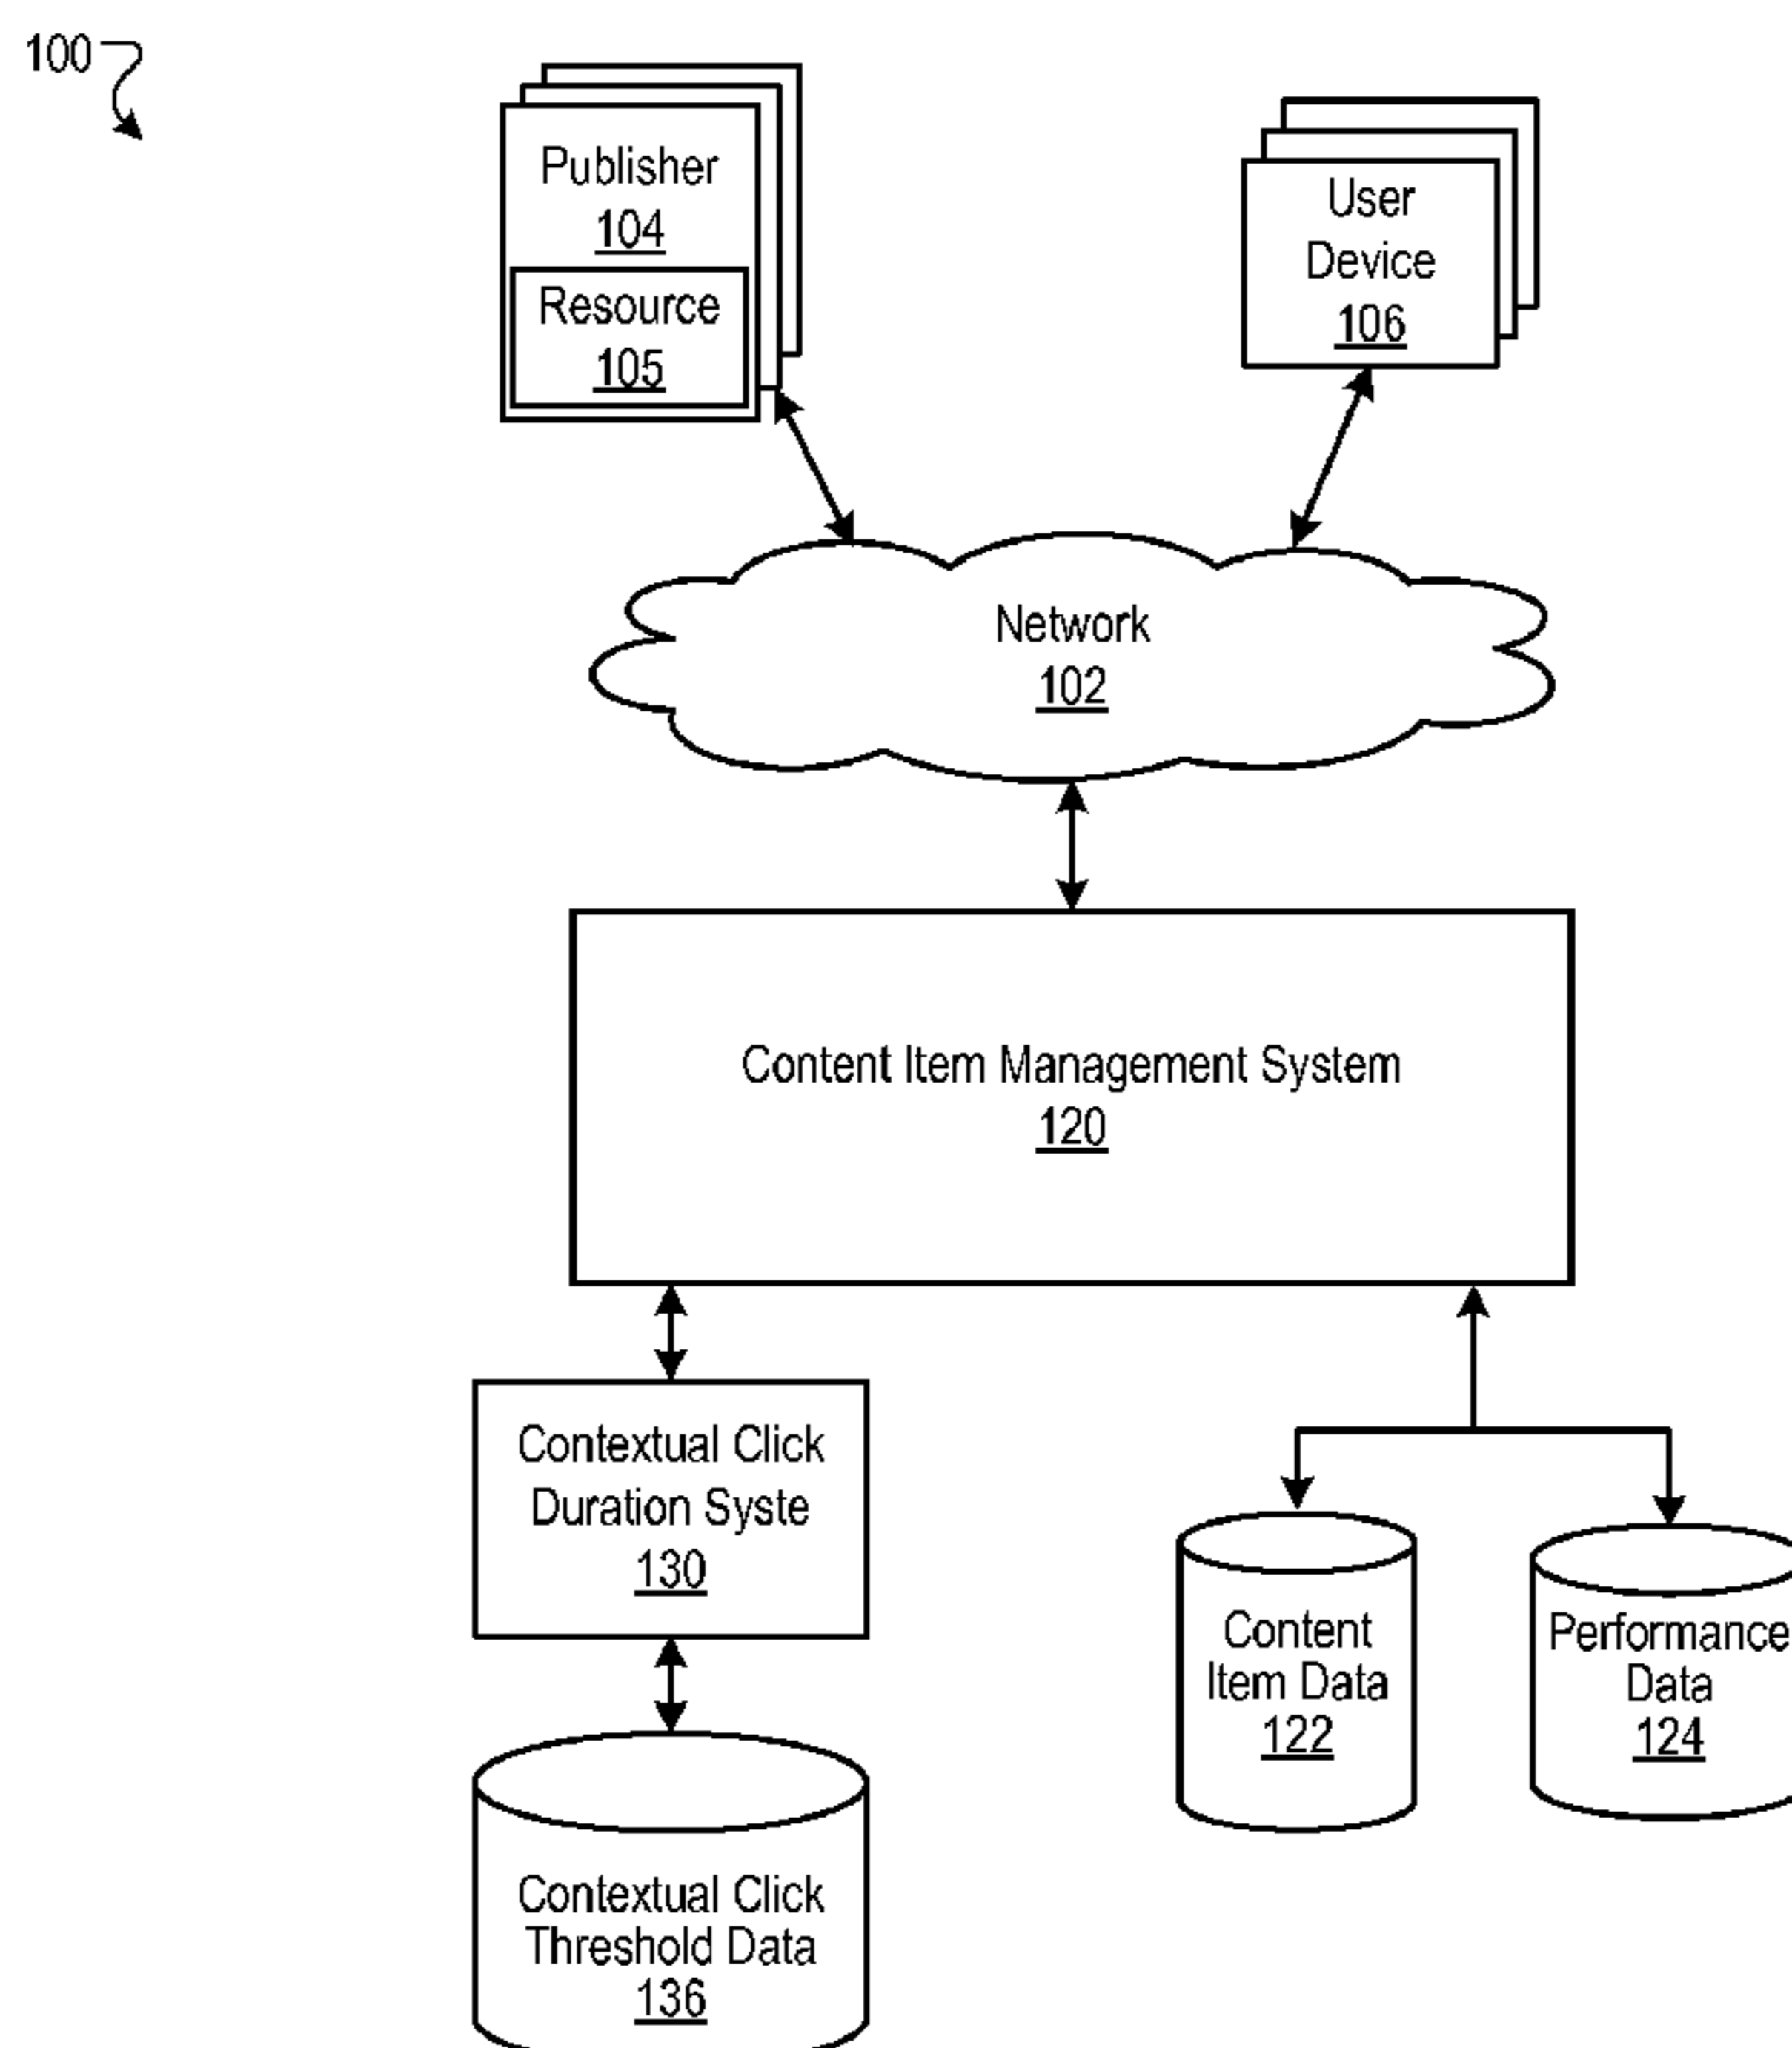 100
Publisher
104
Resource
105
User
Device
106
Network
102
Content Item Management System
120
Contextual Click
Duration Syste
130
Content
Item Data
122
Performance
Data
124
Contextual Click
Threshold Data
136